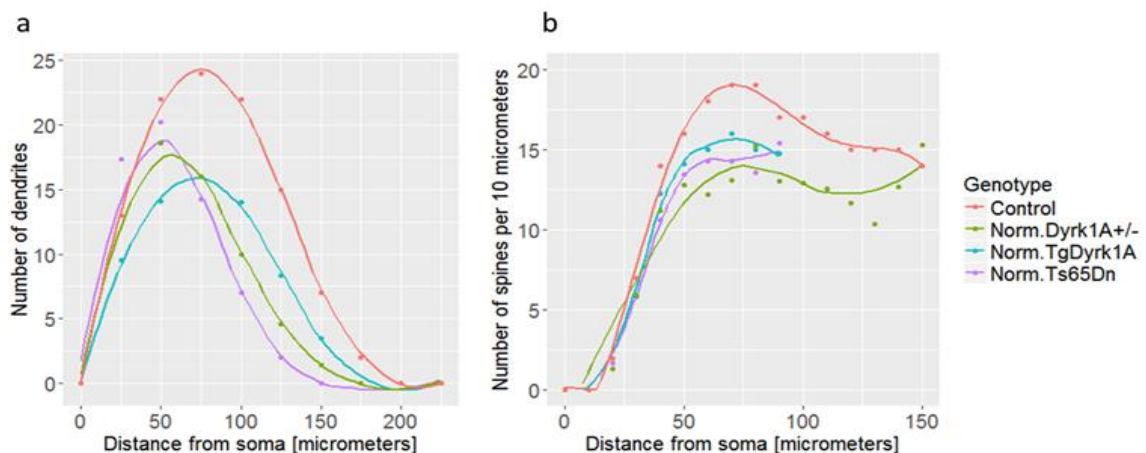 a
25
20
15
10
5
0
Number of dendrites
0 50 100 150 200
Distance from soma [micrometers]
b
20
15
10
5
0
Number of spines per 10 micrometers
0 50 100 150
Distance from soma [micrometers]
Genotype
Control
Norm.Dyrk1A+/-
Norm.TgDyrk1A
Norm.Ts65Dn